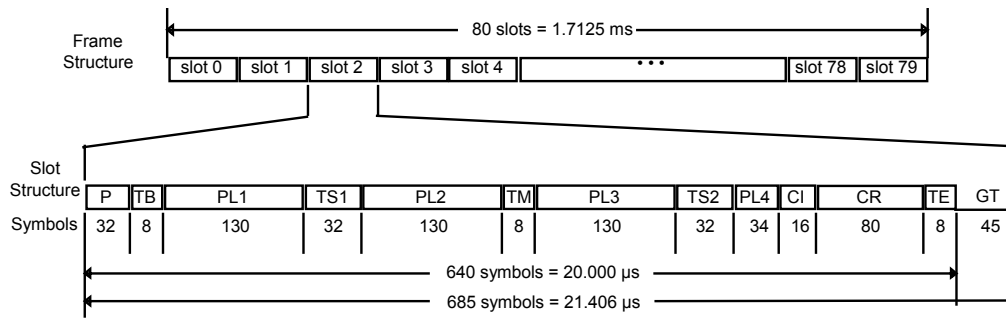 80 slots = 1.7125 ms
Frame
Structure
slot 0 slot 1 slot 2 slot 3 slot 4 ••• slot 78 slot 79
Slot
Structure
P TB PL1 TS1 PL2 TM PL3 TS2 PL4 CI CR TE GT
Symbols 32 8 130 32 130 8 130 32 34 16 80 8 45
640 symbols = 20.000 µs
685 symbols = 21.406 µs